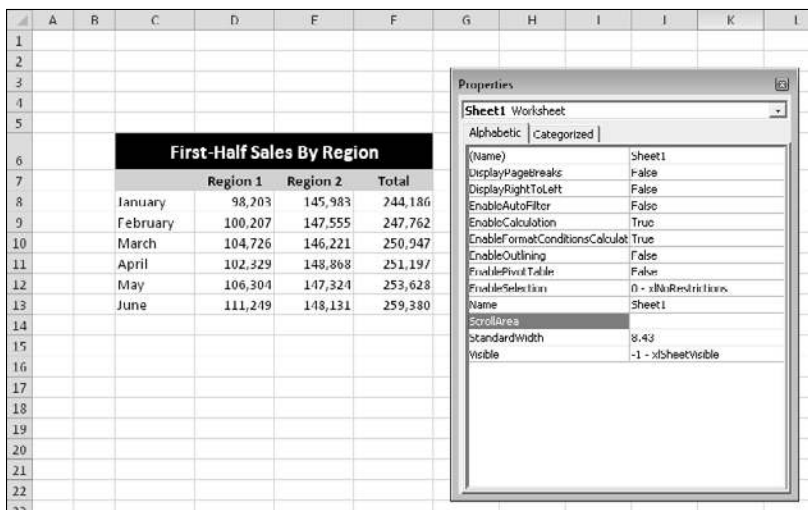 A B C D E F G H I J K L
1
2
3
4
5
6 First-Half Sales By Region
7 Region 1 Region 2 Total
8 January 98,203 145,983 244,186
9 February 100,207 147,555 247,762
10 March 104,726 146,221 250,947
11 April 102,329 148,868 251,197
12 May 106,304 147,324 253,628
13 June 111,249 148,131 259,380
14
15
16
17
18
19
20
21
22
23
Properties
Sheet1 Worksheet
Alphabetic Categorized
(Name) Sheet1
DisplayPageBreaks False
DisplayRightToLeft False
EnableAutoFilter False
EnableCalculation True
EnableFormatConditionsCalculat True
EnableOutlining False
EnablePivotTable False
EnableSelection 0 - xlNoRestrictions
Name Sheet1
ScrollArea
StandardWidth 8.43
Visible -1 - xlSheetVisible